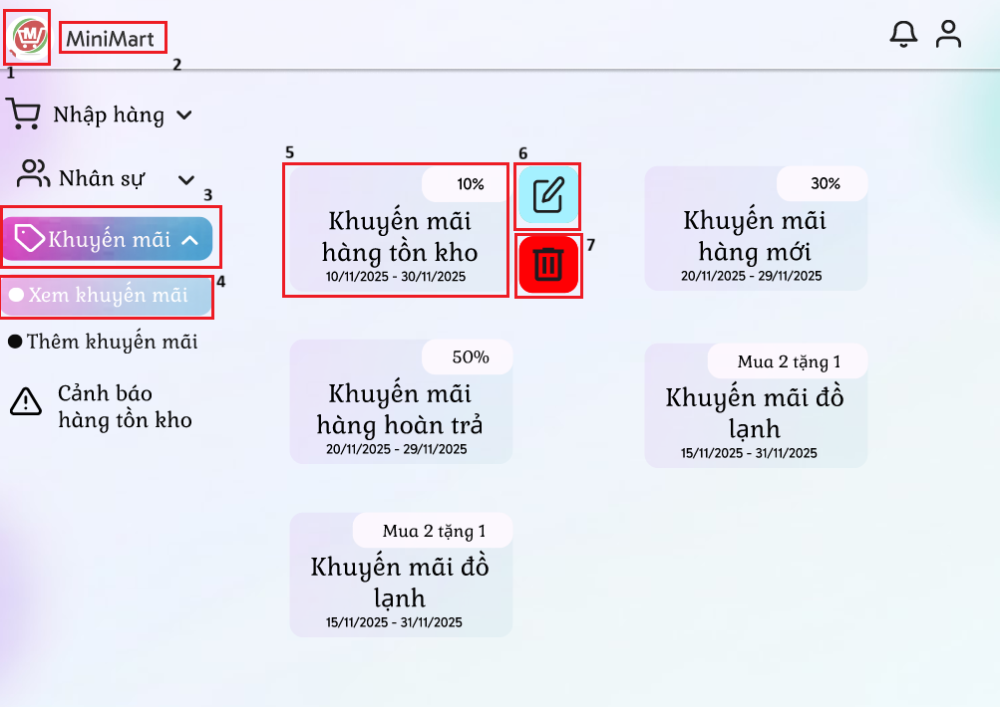 M
MiniMart
1
2
Nhập hàng
Nhân sự
3
Khuyến mãi
4
Xem khuyến mãi
Thêm khuyến mãi
Cảnh báo
hàng tồn kho
5
10%
Khuyến mãi
hàng tồn kho
10/11/2025 - 30/11/2025
6
7
30%
Khuyến mãi
hàng mới
20/11/2025 - 29/11/2025
50%
Khuyến mãi
hàng hoàn trả
20/11/2025 - 29/11/2025
Mua 2 tặng 1
Khuyến mãi đồ
lạnh
15/11/2025 - 31/11/2025
Mua 2 tặng 1
Khuyến mãi đồ
lạnh
15/11/2025 - 31/11/2025